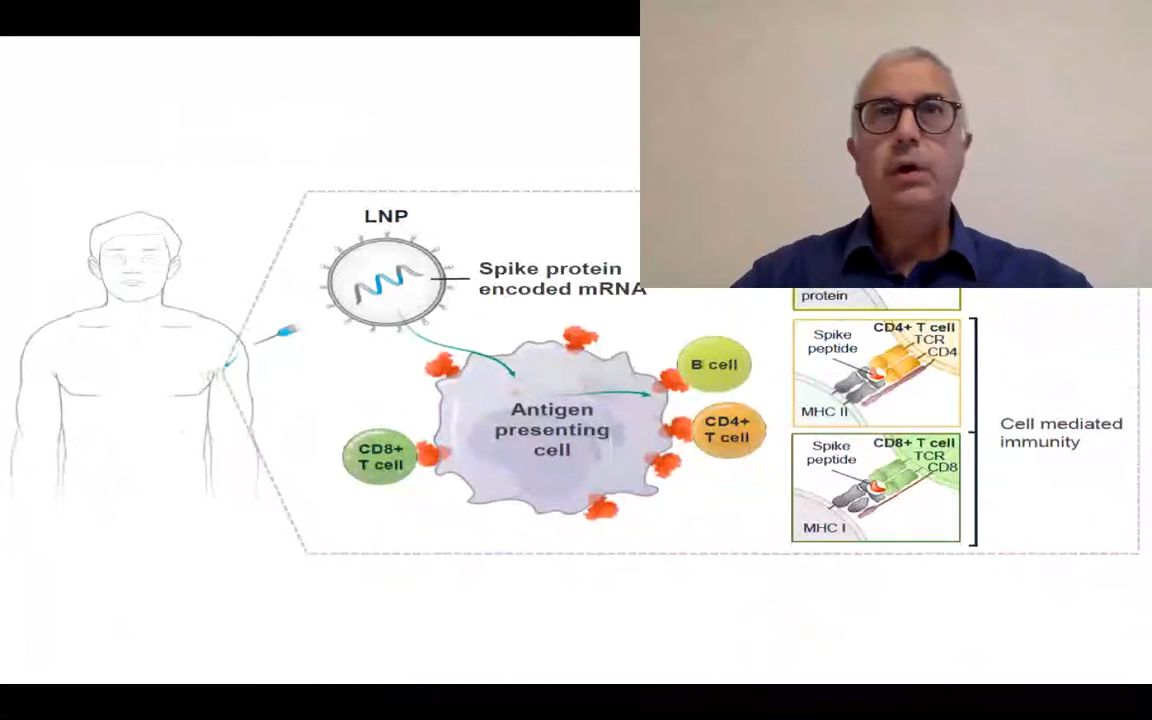 LNP
Spike protein
encoded mRNA
Antigen
presenting
cell
CD8+
T cell
B cell
CD4+
T cell
protein
Spike
peptide
CD4+ T cell
TCR
CD4
MHC II
Spike
peptide
CD8+ T cell
TCR
CD8
MHC I
Cell mediated
immunity